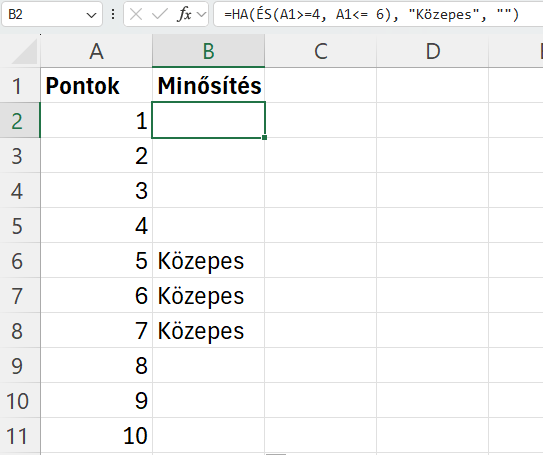 B2 fx =HA(ÉS(A1>=4, A1<= 6), "Közepes", "")
A B C D
1 Pontok Minősítés
2 1
3 2
4 3
5 4
6 5 Közepes
7 6 Közepes
8 7 Közepes
9 8
10 9
11 10